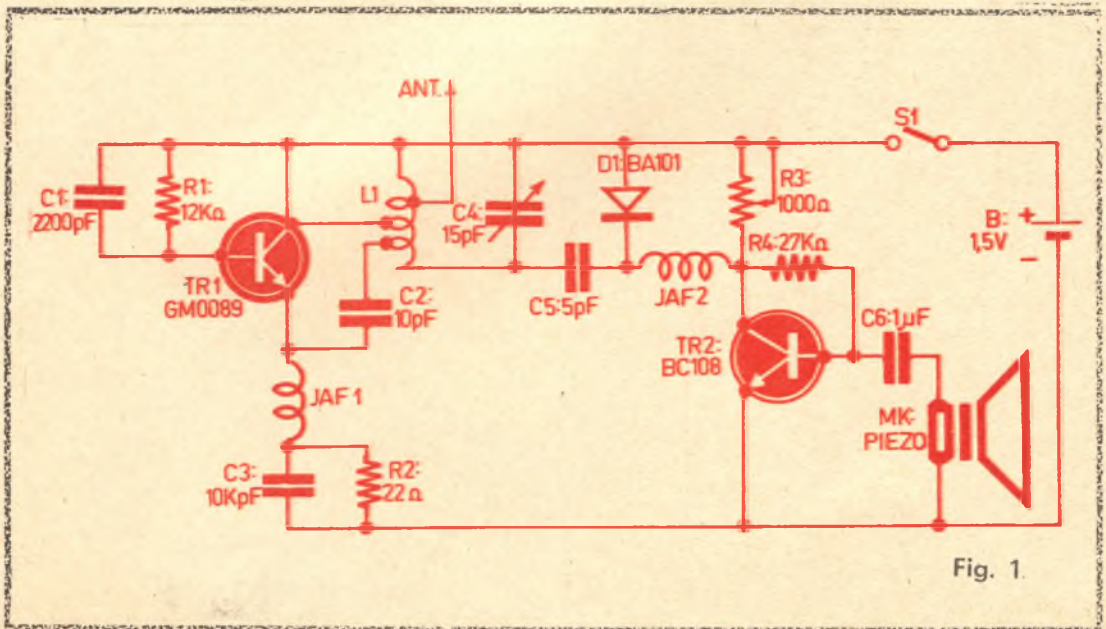 ANT.
S1
D1:BA101
C1:
2200pF
R1:
12KΩ
L1
C4:
15pF
R3:
1000Ω
B:
1,5V
+
−
R4:27KΩ
TR1
GM0089
C2:
10pF
C5:5pF
JAF2
TR2:
BC108
C6:1µF
JAF1
MK:
PIEZO
C3:
10KpF
R2:
22Ω
Fig. 1